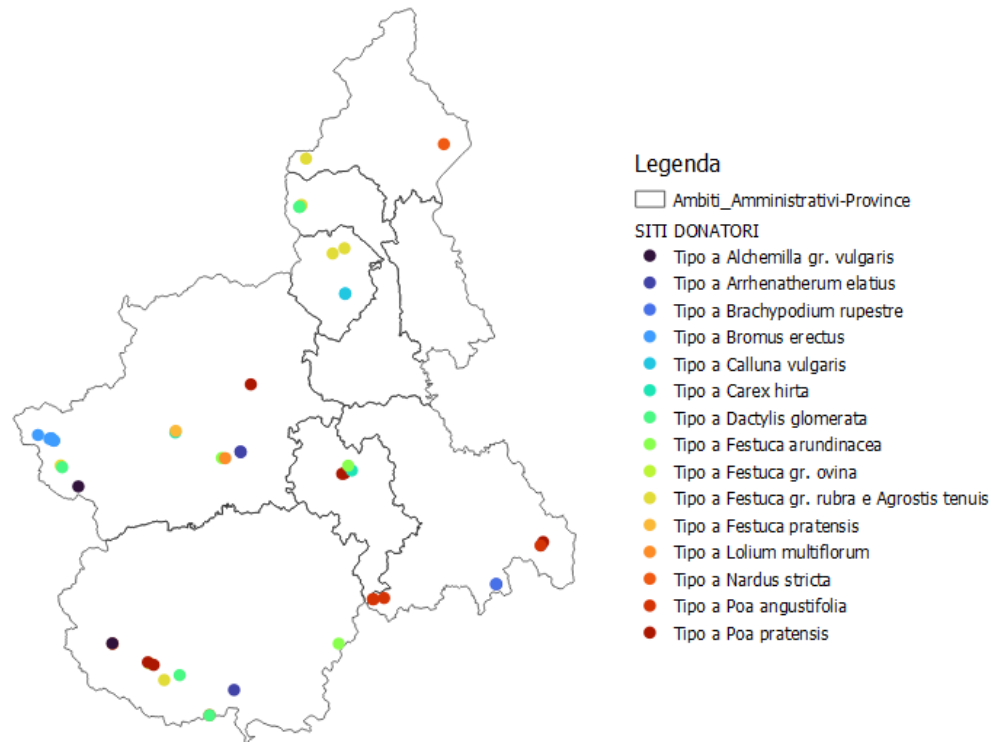 Legenda
Ambiti_Amministrativi-Province
SITI DONATORI
Tipo a Alchemilla gr. vulgaris
Tipo a Arrhenatherum elatius
Tipo a Brachypodium rupestre
Tipo a Bromus erectus
Tipo a Calluna vulgaris
Tipo a Carex hirta
Tipo a Dactylis glomerata
Tipo a Festuca arundinacea
Tipo a Festuca gr. ovina
Tipo a Festuca gr. rubra e Agrostis tenuis
Tipo a Festuca pratensis
Tipo a Lolium multiflorum
Tipo a Nardus stricta
Tipo a Poa angustifolia
Tipo a Poa pratensis